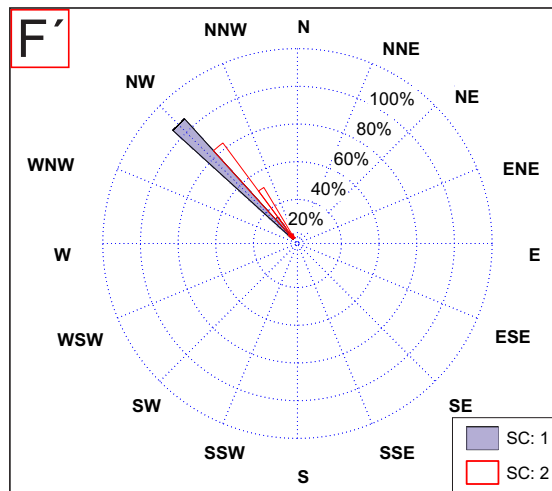 F´
N
NNW
NNE
NW
NE
100%
80%
WNW
60%
ENE
40%
20%
W
E
WSW
ESE
SW
SE
SSW
SSE
S
SC: 1
SC: 2